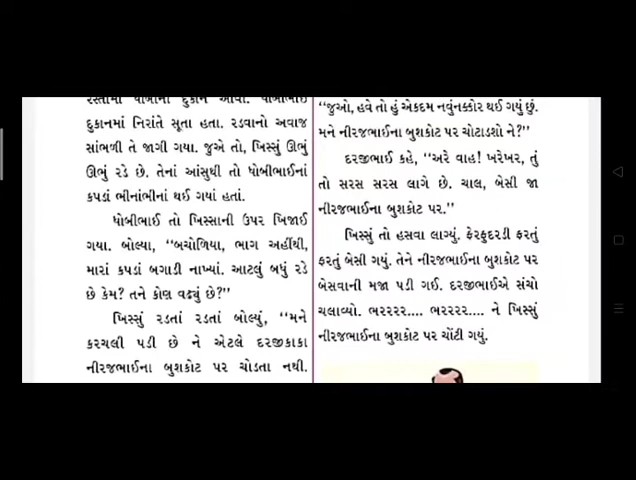 રસ્તામાં ધોબીની દુકાન આવી. ધોબીભાઈ
દુકાનમાં નિરાંતે સૂતા હતા. રડવાનો અવાજ
સાંભળી તે જાગી ગયા. જુએ તો, ખિસ્સું ઊભું
ઊભું રડે છે. તેનાં આંસુથી તો ધોબીભાઈનાં
કપડાં ભીનાંભીનાં થઈ ગયાં હતાં.
ધોબીભાઈ તો ખિસ્સાની ઉપર ખિજાઈ
ગયા. બોલ્યા, “બચોળિયા, ભાગ અહીંથી,
મારાં કપડાં બગાડી નાખ્યાં. આટલું બધું રડે
છે કેમ? તને કોણ વઢ્યું છે?”
ખિસ્સું રડતાં રડતાં બોલ્યું, “મને
કરચલી પડી છે ને એટલે દરજીકાકા
નીરજભાઈના બુશકોટ પર ચોડતા નથી.
“જુઓ, હવે તો હું એકદમ નવુંનક્કોર થઈ ગયું છું.
મને નીરજભાઈના બુશકોટ પર ચોંટાડશો ને?”
દરજીભાઈ કહે, “અરે વાહ! ખરેખર, તું
તો સરસ સરસ લાગે છે. ચાલ, બેસી જા
નીરજભાઈના બુશકોટ પર.”
ખિસ્સું તો હસવા લાગ્યું. ફેરફુદરડી ફરતું
ફરતું બેસી ગયું. તેને નીરજભાઈના બુશકોટ પર
બેસવાની મજા પડી ગઈ. દરજીભાઈએ સંચો
ચલાવ્યો. ભરરરરર.... ભરરરરર.... ને ખિસ્સું
નીરજભાઈના બુશકોટ પર ચોંટી ગયું.